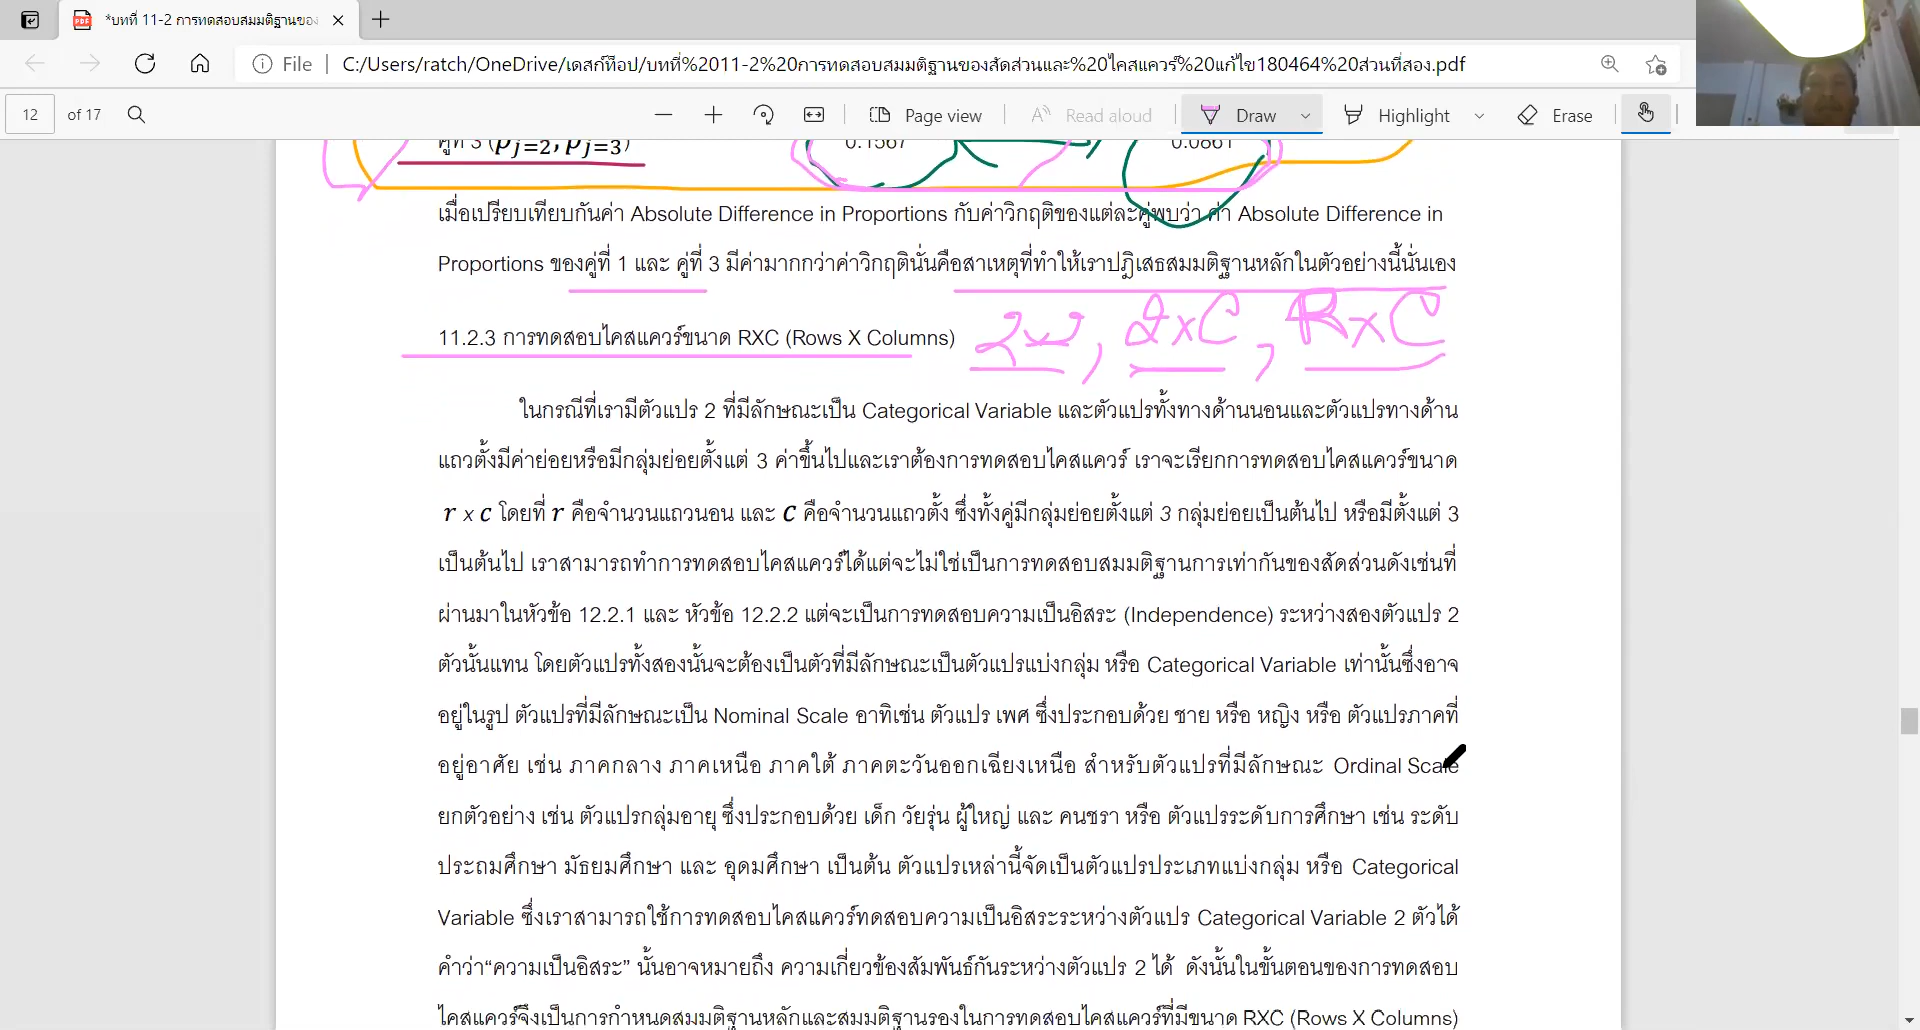 *บทที่ 11-2 การทดสอบสมมติฐานของ
File
C:/Users/ratch/OneDrive/เดสก์ท็อป/บทที่%2011-2%20การทดสอบสมมติฐานของสัดส่วนและ%20ไคสแควร์%20แก้ไข180464%20ส่วนที่สอง.pdf
12 of 17 Page view Read aloud Draw Highlight Erase
คู่ที่ 3 (pj=2, pj=3) 0.1567 0.0861
เมื่อเปรียบเทียบกันค่า Absolute Difference in Proportions กับค่าวิกฤติของแต่ละคู่พบว่า ค่า Absolute Difference in
Proportions ของคู่ที่ 1 และ คู่ที่ 3 มีค่ามากกว่าค่าวิกฤตินั่นคือสาเหตุที่ทำให้เราปฏิเสธสมมติฐานหลักในตัวอย่างนี้นั่นเอง
11.2.3 การทดสอบไคสแควร์ขนาด RXC (Rows X Columns) 2x2, 2xC, RxC
ในกรณีที่เรามีตัวแปร 2 ที่มีลักษณะเป็น Categorical Variable และตัวแปรทั้งทางด้านนอนและตัวแปรทางด้าน
แถวตั้งมีค่าย่อยหรือมีกลุ่มย่อยตั้งแต่ 3 ค่าขึ้นไปและเราต้องการทดสอบไคสแควร์ เราจะเรียกการทดสอบไคสแควร์ขนาด
r x c โดยที่ r คือจำนวนแถวนอน และ c คือจำนวนแถวตั้ง ซึ่งทั้งคู่มีกลุ่มย่อยตั้งแต่ 3 กลุ่มย่อยเป็นต้นไป หรือมีตั้งแต่ 3
เป็นต้นไป เราสามารถทำการทดสอบไคสแควร์ได้แต่จะไม่ใช่เป็นการทดสอบสมมติฐานการเท่ากันของสัดส่วนดังเช่นที่
ผ่านมาในหัวข้อ 12.2.1 และ หัวข้อ 12.2.2 แต่จะเป็นการทดสอบความเป็นอิสระ (Independence) ระหว่างสองตัวแปร 2
ตัวนั้นแทน โดยตัวแปรทั้งสองนั้นจะต้องเป็นตัวที่มีลักษณะเป็นตัวแปรแบ่งกลุ่ม หรือ Categorical Variable เท่านั้นซึ่งอาจ
อยู่ในรูป ตัวแปรที่มีลักษณะเป็น Nominal Scale อาทิเช่น ตัวแปร เพศ ซึ่งประกอบด้วย ชาย หรือ หญิง หรือ ตัวแปรภาคที่
อยู่อาศัย เช่น ภาคกลาง ภาคเหนือ ภาคใต้ ภาคตะวันออกเฉียงเหนือ สำหรับตัวแปรที่มีลักษณะ Ordinal Scale
ยกตัวอย่าง เช่น ตัวแปรกลุ่มอายุ ซึ่งประกอบด้วย เด็ก วัยรุ่น ผู้ใหญ่ และ คนชรา หรือ ตัวแปรระดับการศึกษา เช่น ระดับ
ประถมศึกษา มัธยมศึกษา และ อุดมศึกษา เป็นต้น ตัวแปรเหล่านี้จัดเป็นตัวแปรประเภทแบ่งกลุ่ม หรือ Categorical
Variable ซึ่งเราสามารถใช้การทดสอบไคสแควร์ทดสอบความเป็นอิสระระหว่างตัวแปร Categorical Variable 2 ตัวได้
คำว่า“ความเป็นอิสระ” นั้นอาจหมายถึง ความเกี่ยวข้องสัมพันธ์กันระหว่างตัวแปร 2 ได้ ดังนั้นในขั้นตอนของการทดสอบ
ไคสแควร์จึงเป็นการกำหนดสมมติฐานหลักและสมมติฐานรองในการทดสอบไคสแควร์ที่มีขนาด RXC (Rows X Columns)